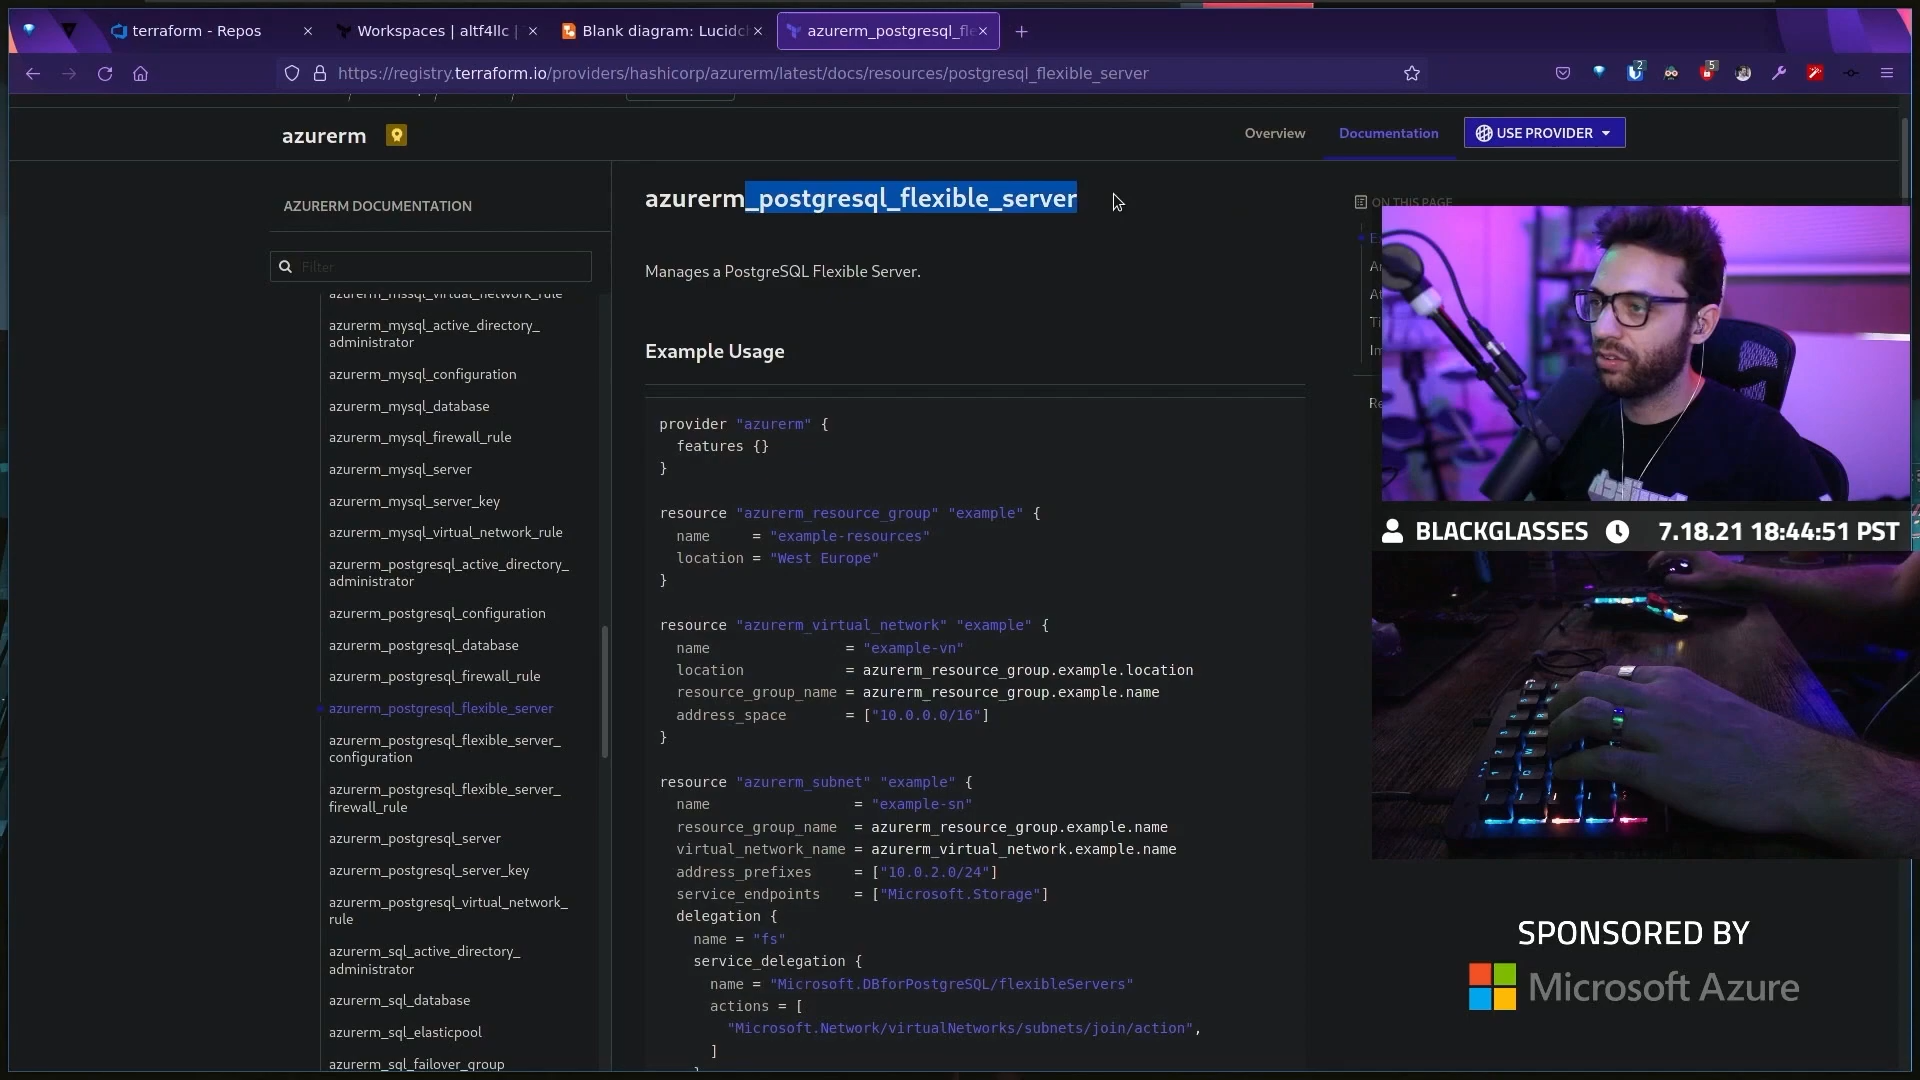 terraform - Repos
Workspaces | altf4llc |
Blank diagram: Lucidc
azurerm_postgresql_fle
https://registry.terraform.io/providers/hashicorp/azurerm/latest/docs/resources/postgresql_flexible_server
2
5
azurerm
Overview
Documentation
USE PROVIDER
AZURERM DOCUMENTATION
Filter
azurerm_mssql_virtual_network_rule
azurerm_mysql_active_directory_
administrator
azurerm_mysql_configuration
azurerm_mysql_database
azurerm_mysql_firewall_rule
azurerm_mysql_server
azurerm_mysql_server_key
azurerm_mysql_virtual_network_rule
azurerm_postgresql_active_directory_
administrator
azurerm_postgresql_configuration
azurerm_postgresql_database
azurerm_postgresql_firewall_rule
azurerm_postgresql_flexible_server
azurerm_postgresql_flexible_server_
configuration
azurerm_postgresql_flexible_server_
firewall_rule
azurerm_postgresql_server
azurerm_postgresql_server_key
azurerm_postgresql_virtual_network_
rule
azurerm_sql_active_directory_
administrator
azurerm_sql_database
azurerm_sql_elasticpool
azurerm_sql_failover_group
azurerm_postgresql_flexible_server
Manages a PostgreSQL Flexible Server.
Example Usage
provider "azurerm" {
features {}
}
resource "azurerm_resource_group" "example" {
name = "example-resources"
location = "West Europe"
}
resource "azurerm_virtual_network" "example" {
name = "example-vn"
location = azurerm_resource_group.example.location
resource_group_name = azurerm_resource_group.example.name
address_space = ["10.0.0.0/16"]
}
resource "azurerm_subnet" "example" {
name = "example-sn"
resource_group_name = azurerm_resource_group.example.name
virtual_network_name = azurerm_virtual_network.example.name
address_prefixes = ["10.0.2.0/24"]
service_endpoints = ["Microsoft.Storage"]
delegation {
name = "fs"
service_delegation {
name = "Microsoft.DBforPostgreSQL/flexibleServers"
actions = [
"Microsoft.Network/virtualNetworks/subnets/join/action",
]
ON THIS PAGE
BLACKGLASSES
7.18.21 18:44:51 PST
SPONSORED BY
Microsoft Azure